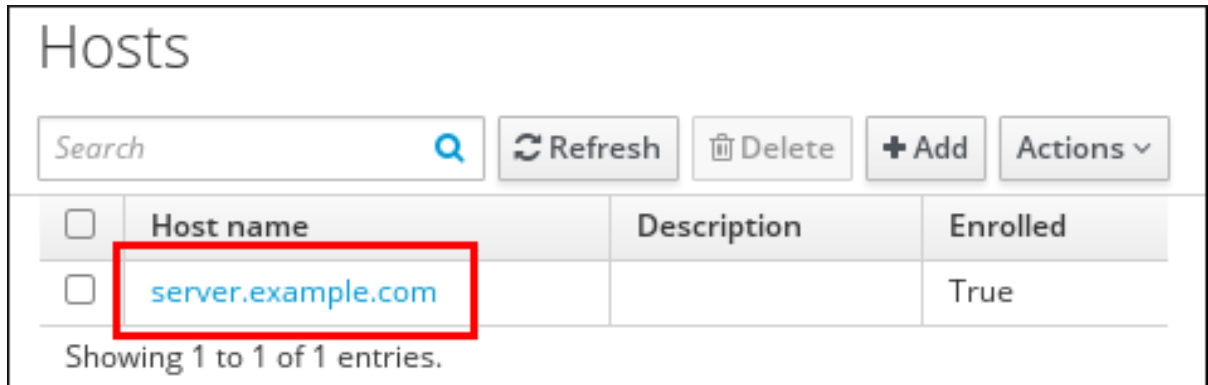 Hosts
Search Refresh Delete Add Actions
Host name Description Enrolled
server.example.com True
Showing 1 to 1 of 1 entries.